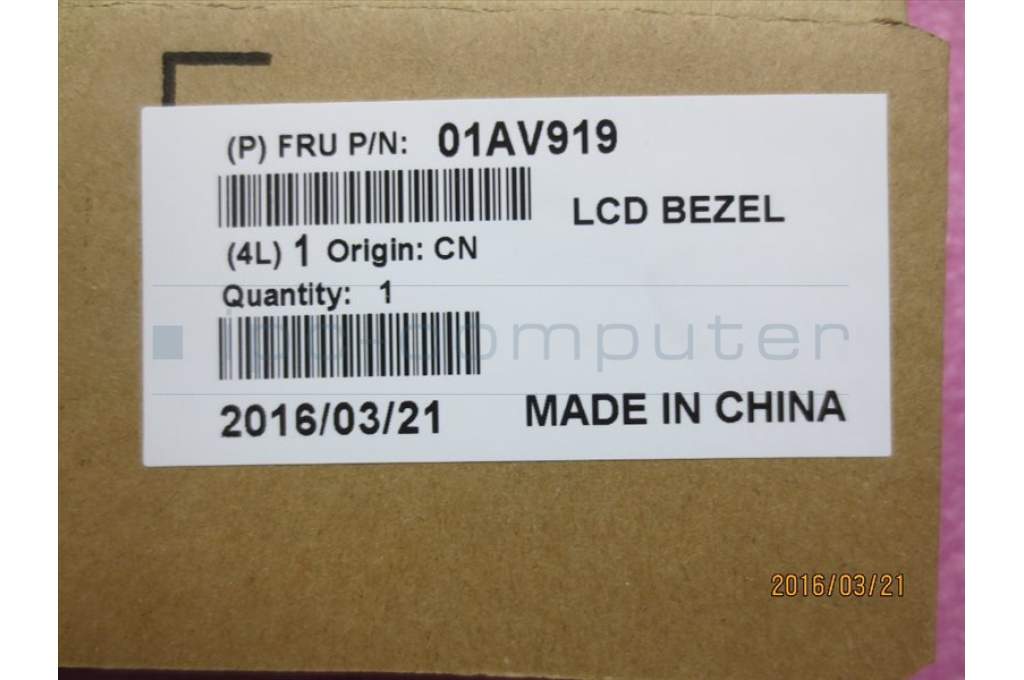 (P) FRU P/N: 01AV919
LCD BEZEL
(4L) 1 Origin: CN
Quantity: 1
computer
2016/03/21
MADE IN CHINA
2016/03/21